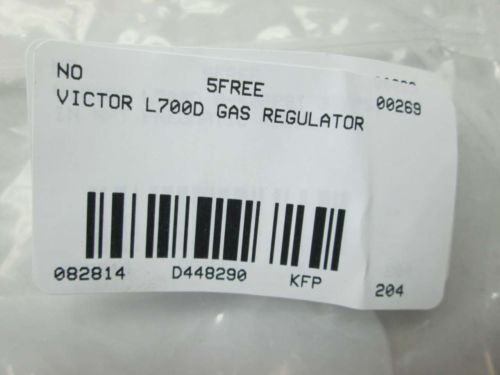 NO 5FREE
VICTOR L700D GAS REGULATOR 00269
082814 D448290 KFP 204